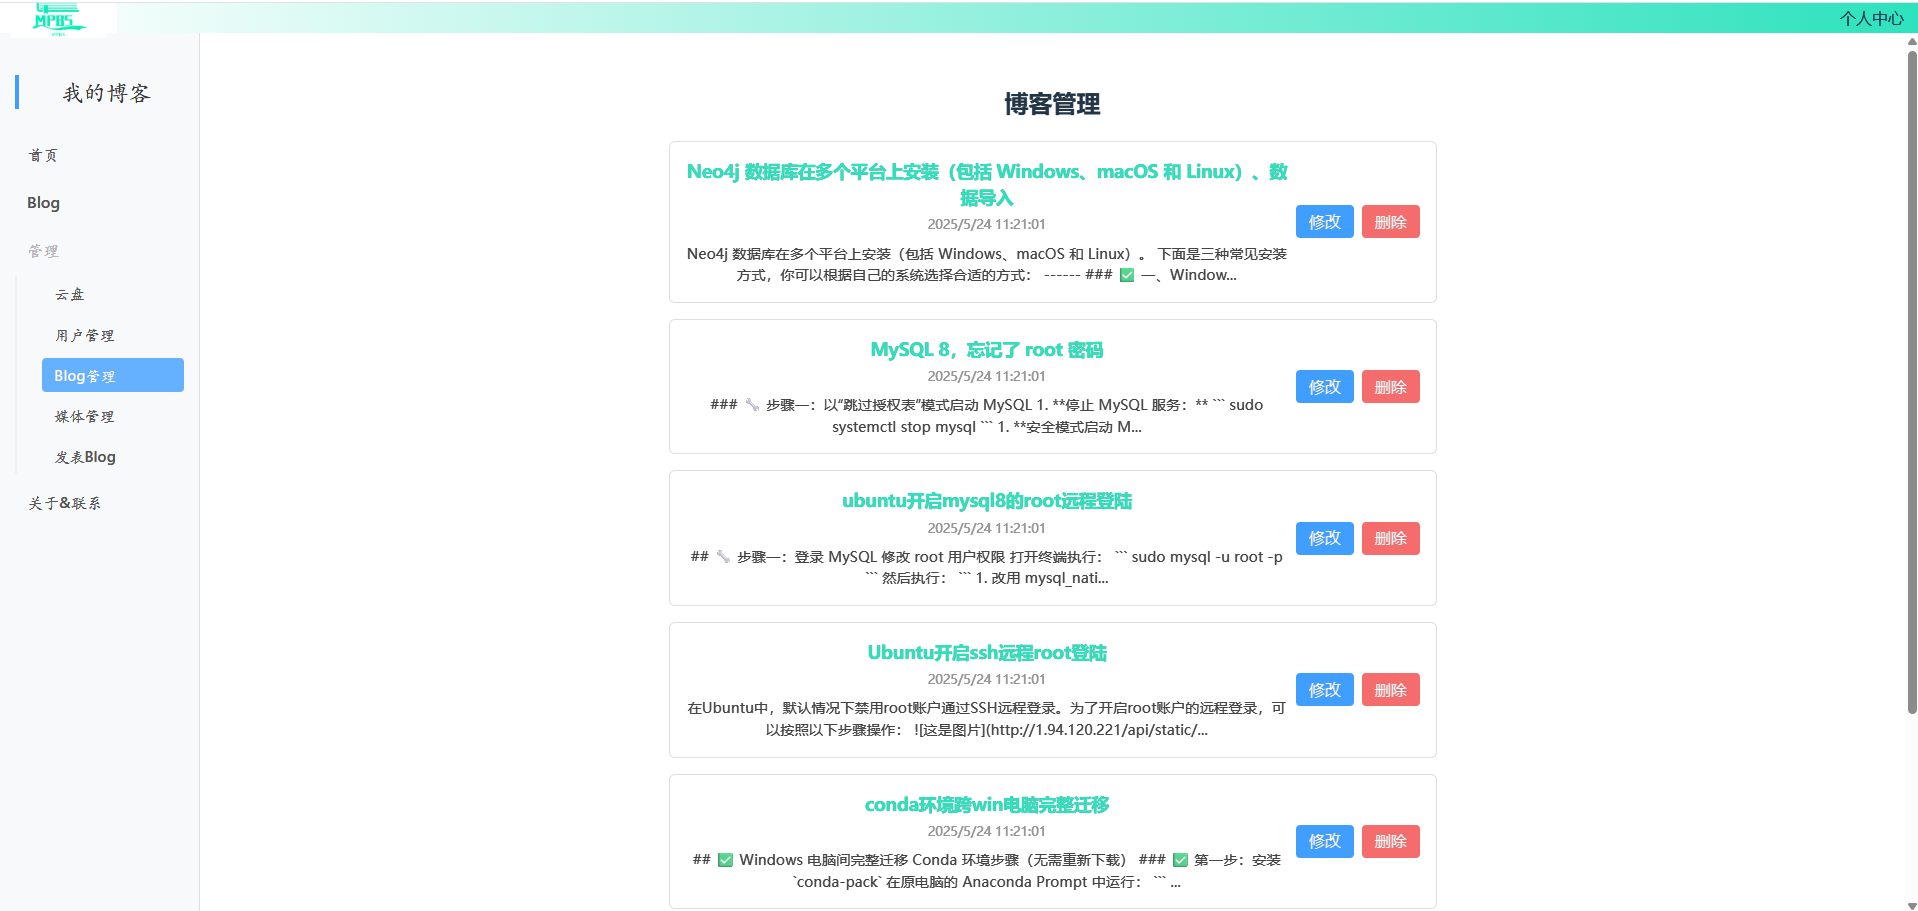 MPBS
个人中心
我的博客
首页
Blog
管理
云盘
用户管理
Blog管理
媒体管理
发表Blog
关于&联系
博客管理
Neo4j 数据库在多个平台上安装（包括 Windows、macOS 和 Linux）、数
据导入
2025/5/24 11:21:01
Neo4j 数据库在多个平台上安装（包括 Windows、macOS 和 Linux）。 下面是三种常见安装
方式，你可以根据自己的系统选择合适的方式： ------ ### ✅ 一、Window...
修改
删除
MySQL 8，忘记了 root 密码
2025/5/24 11:21:01
### 🔧 步骤一：以“跳过授权表”模式启动 MySQL 1. **停止 MySQL 服务：** ``` sudo
systemctl stop mysql ``` 1. **安全模式启动 M...
修改
删除
ubuntu开启mysql8的root远程登陆
2025/5/24 11:21:01
## 🔧 步骤一：登录 MySQL 修改 root 用户权限 打开终端执行： ``` sudo mysql -u root -p
``` 然后执行： ``` 1. 改用 mysql_nati...
修改
删除
Ubuntu开启ssh远程root登陆
2025/5/24 11:21:01
在Ubuntu中，默认情况下禁用root账户通过SSH远程登录。为了开启root账户的远程登录，可
以按照以下步骤操作： ![这是图片](http://1.94.120.221/api/static/...
修改
删除
conda环境跨win电脑完整迁移
2025/5/24 11:21:01
## ✅ Windows 电脑间完整迁移 Conda 环境步骤（无需重新下载） ### ✅ 第一步：安装
`conda-pack` 在原电脑的 Anaconda Prompt 中运行： ``` ...
修改
删除